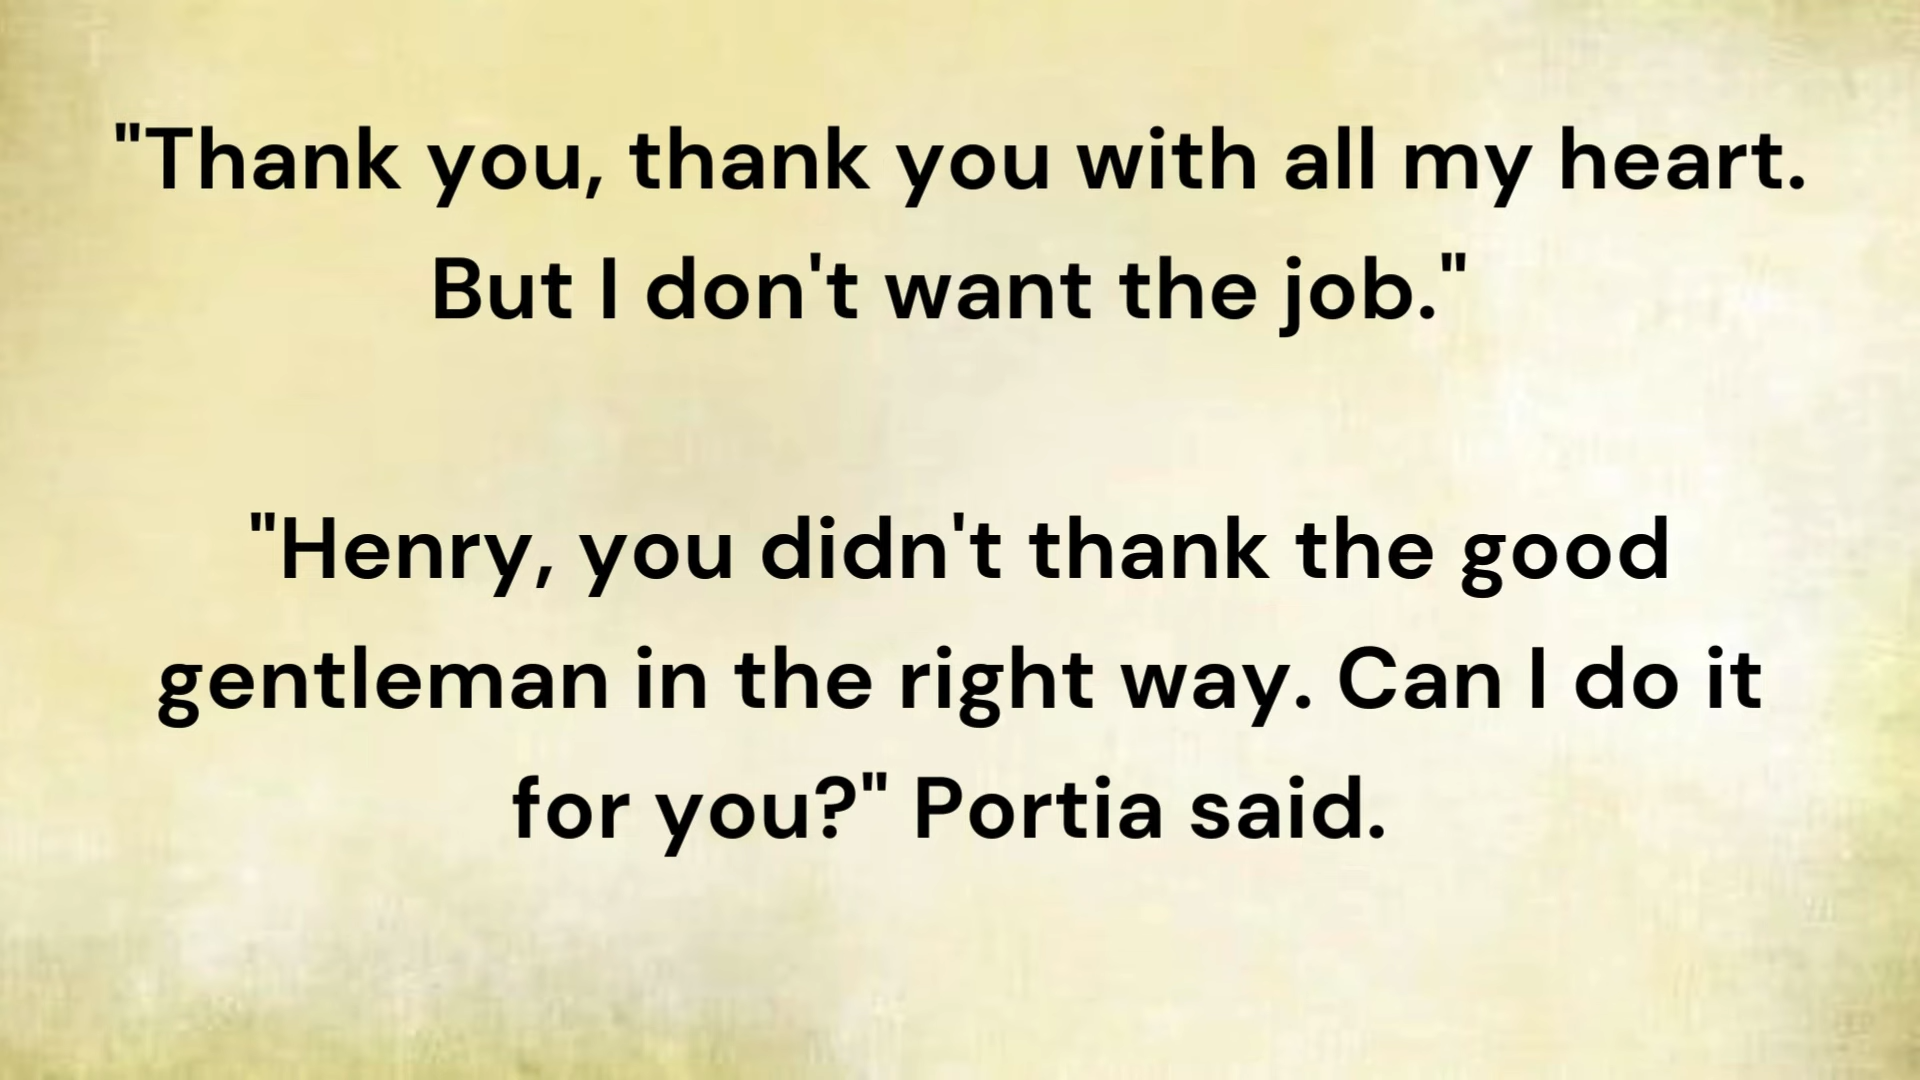 "Thank you, thank you with all my heart.
But I don't want the job."
"Henry, you didn't thank the good
gentleman in the right way. Can I do it
for you?" Portia said.